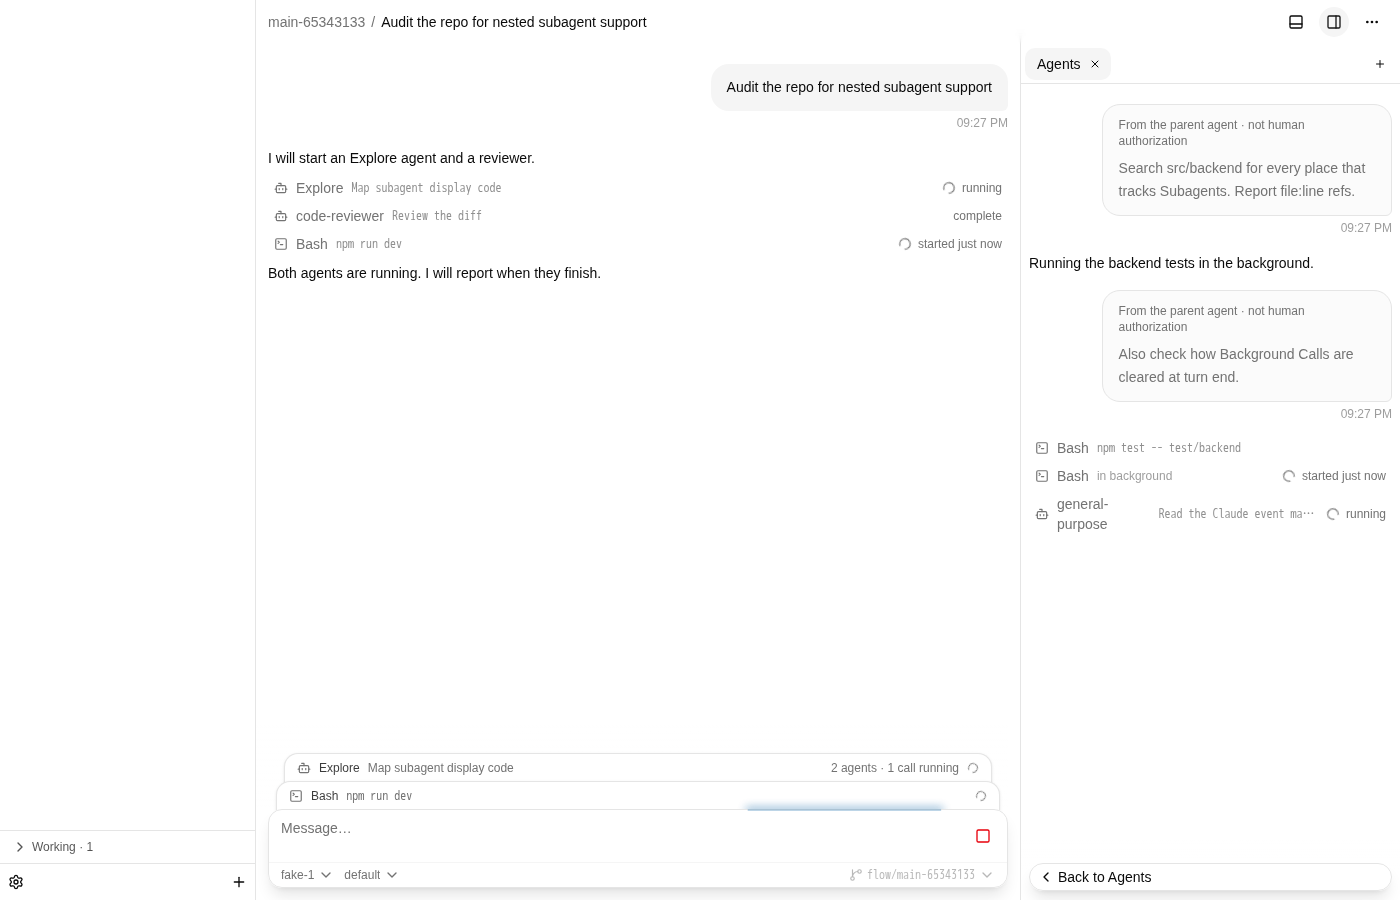 main-65343133 / Audit the repo for nested subagent support
Audit the repo for nested subagent support
09:27 PM
I will start an Explore agent and a reviewer.
Explore Map subagent display code running
code-reviewer Review the diff complete
Bash npm run dev started just now
Both agents are running. I will report when they finish.
Explore Map subagent display code 2 agents · 1 call running
Bash npm run dev
Message…
fake-1 default flow/main-65343133
Working · 1
Agents
From the parent agent · not human
authorization
Search src/backend for every place that
tracks Subagents. Report file:line refs.
09:27 PM
Running the backend tests in the background.
From the parent agent · not human
authorization
Also check how Background Calls are
cleared at turn end.
09:27 PM
Bash npm test -- test/backend
Bash in background started just now
general-
purpose Read the Claude event ma… running
Back to Agents